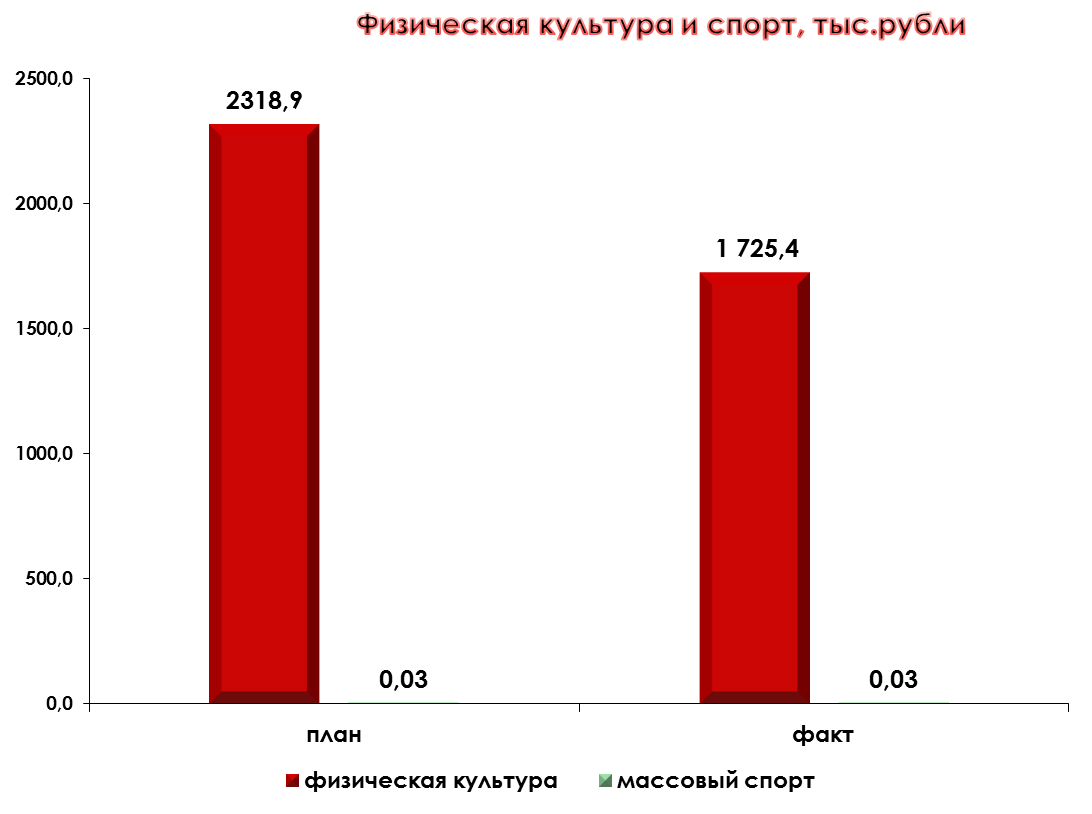 Физическая культура и спорт, тыс.рубли
2500,0
2318,9
2000,0
1 725,4
1500,0
1000,0
500,0
0,03
0,03
0,0
план
факт
физическая культура
массовый спорт